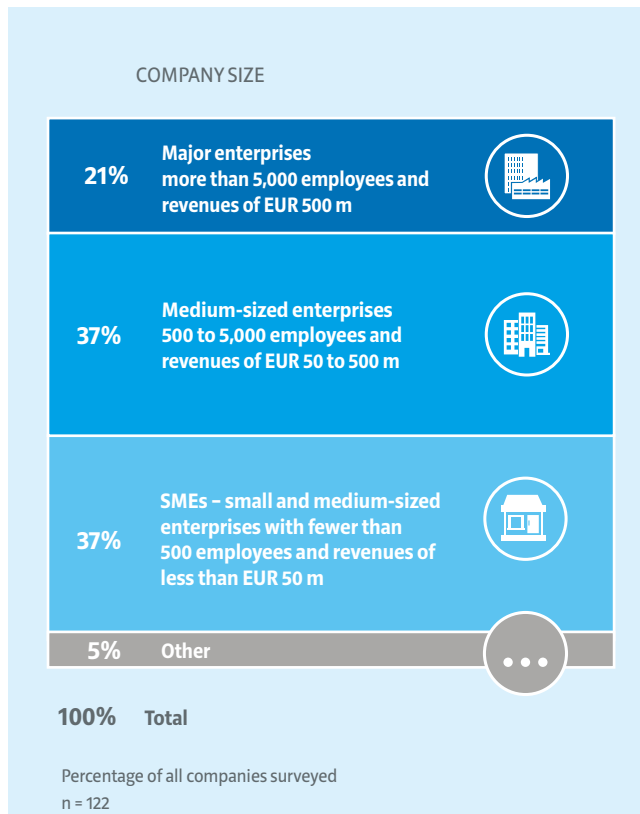 COMPANY SIZE
21%
Major enterprises
more than 5,000 employees and
revenues of EUR 500 m
37%
Medium-sized enterprises
500 to 5,000 employees and
revenues of EUR 50 to 500 m
37%
SMEs – small and medium-sized
enterprises with fewer than
500 employees and revenues of
less than EUR 50 m
5% Other
100% Total
Percentage of all companies surveyed
n = 122